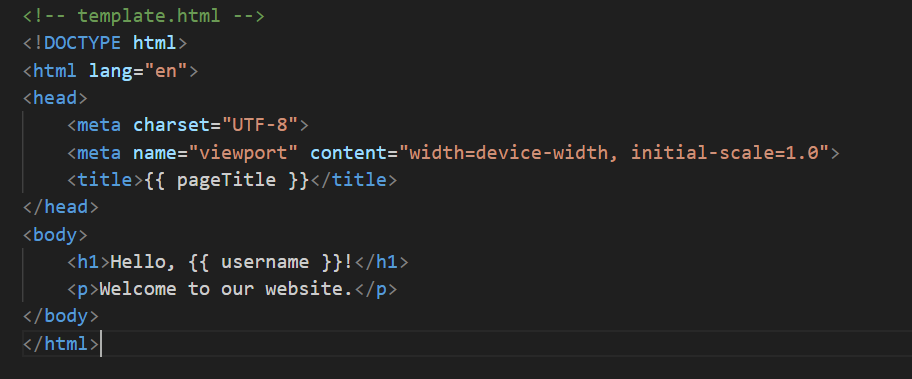 <!-- template.html -->
<!DOCTYPE html>
<html lang="en">
<head>
    <meta charset="UTF-8">
    <meta name="viewport" content="width=device-width, initial-scale=1.0">
    <title>{{ pageTitle }}</title>
</head>
<body>
    <h1>Hello, {{ username }}!</h1>
    <p>Welcome to our website.</p>
</body>
</html>